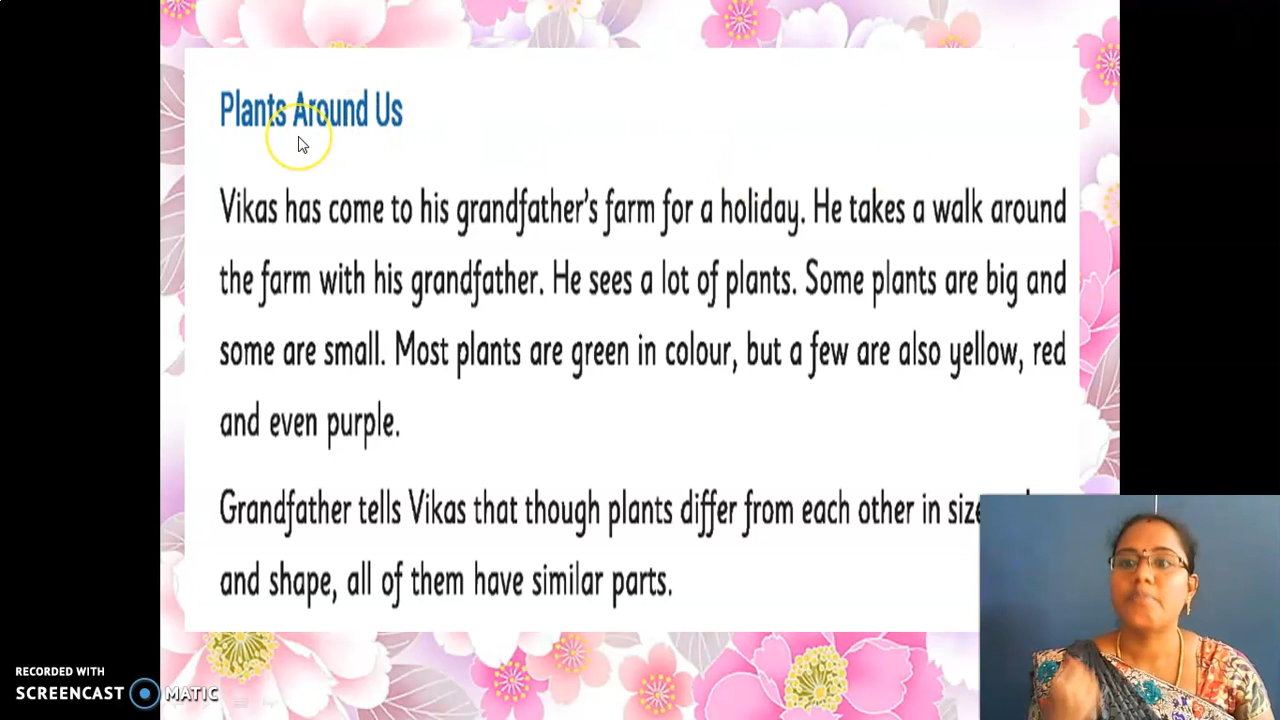 Plants Around Us
Vikas has come to his grandfather's farm for a holiday. He takes a walk around
the farm with his grandfather. He sees a lot of plants. Some plants are big and
some are small. Most plants are green in colour, but a few are also yellow, red
and even purple.
Grandfather tells Vikas that though plants differ from each other in
and shape, all of them have similar parts.
RECORDED WITH
SCREENCAST MATIC